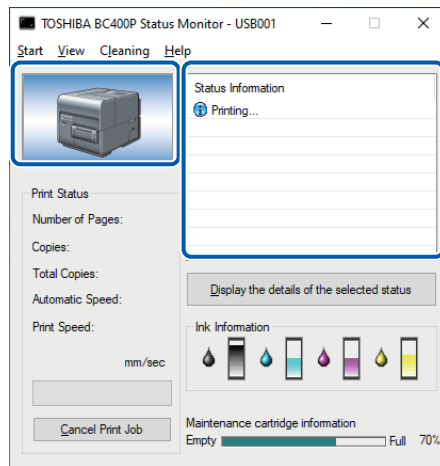 TOSHIBA BC400P Status Monitor - USB001
Start View Cleaning Help
Status Information
Printing...
Print Status
Number of Pages:
Copies:
Total Copies:
Automatic Speed:
Print Speed:
mm/sec
Cancel Print Job
Display the details of the selected status
Ink Information
Maintenance cartridge information
Empty Full 70%